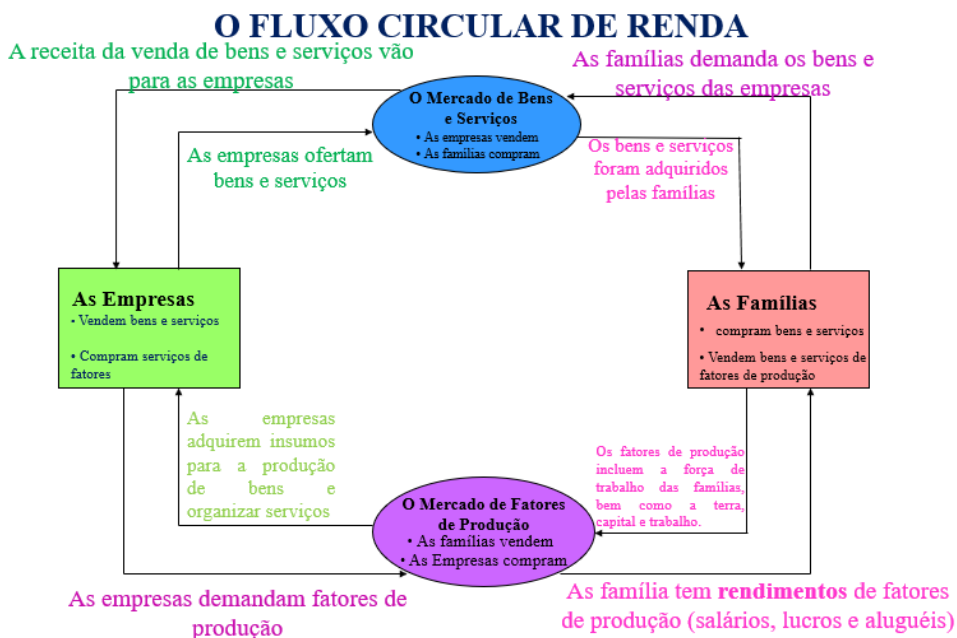 O FLUXO CIRCULAR DE RENDA
A receita da venda de bens e serviços vão
para as empresas
As famílias demanda os bens e
serviços das empresas
O Mercado de Bens
e Serviços
• As empresas vendem
• As famílias compram
As empresas ofertam
bens e serviços
Os bens e serviços
foram adquiridos
pelas famílias
As Empresas
• Vendem bens e serviços
• Compram serviços de
fatores
As Famílias
• compram bens e serviços
• Vendem bens e serviços de
fatores de produção
As empresas
adquirem insumos
para a produção
de bens e
organizar serviços
Os fatores de produção
incluem a força de
trabalho das famílias,
bem como a terra,
capital e trabalho.
O Mercado de Fatores
de Produção
• As famílias vendem
• As Empresas compram
As empresas demandam fatores de
produção
As família tem rendimentos de fatores
de produção (salários, lucros e aluguéis)